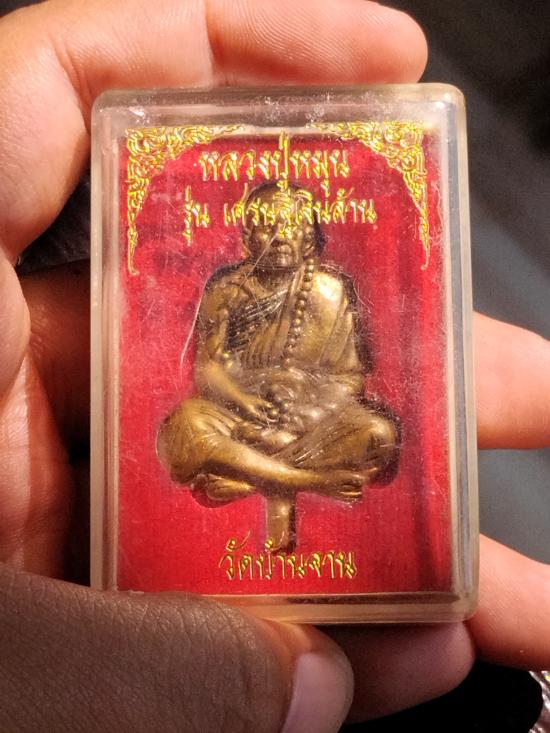 หลวงปู่หมุน
รุ่น เศรษฐีเงินล้าน
วัดบ้านจาน